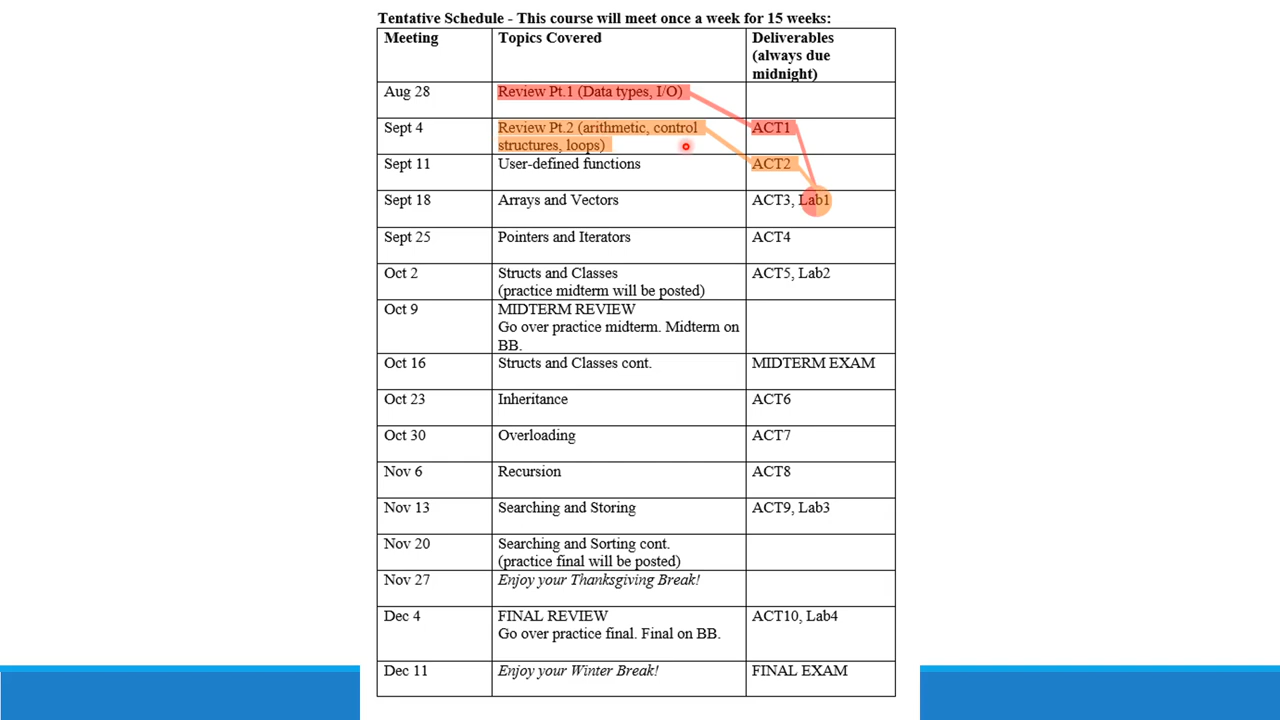 Tentative Schedule - This course will meet once a week for 15 weeks:
Meeting Topics Covered Deliverables
(always due
midnight)
Aug 28 Review Pt.1 (Data types, I/O)
Sept 4 Review Pt.2 (arithmetic, control ACT1
structures, loops)
Sept 11 User-defined functions ACT2
Sept 18 Arrays and Vectors ACT3, Lab1
Sept 25 Pointers and Iterators ACT4
Oct 2 Structs and Classes ACT5, Lab2
(practice midterm will be posted)
Oct 9 MIDTERM REVIEW
Go over practice midterm. Midterm on
BB.
Oct 16 Structs and Classes cont. MIDTERM EXAM
Oct 23 Inheritance ACT6
Oct 30 Overloading ACT7
Nov 6 Recursion ACT8
Nov 13 Searching and Storing ACT9, Lab3
Nov 20 Searching and Sorting cont.
(practice final will be posted)
Nov 27 Enjoy your Thanksgiving Break!
Dec 4 FINAL REVIEW ACT10, Lab4
Go over practice final. Final on BB.
Dec 11 Enjoy your Winter Break! FINAL EXAM